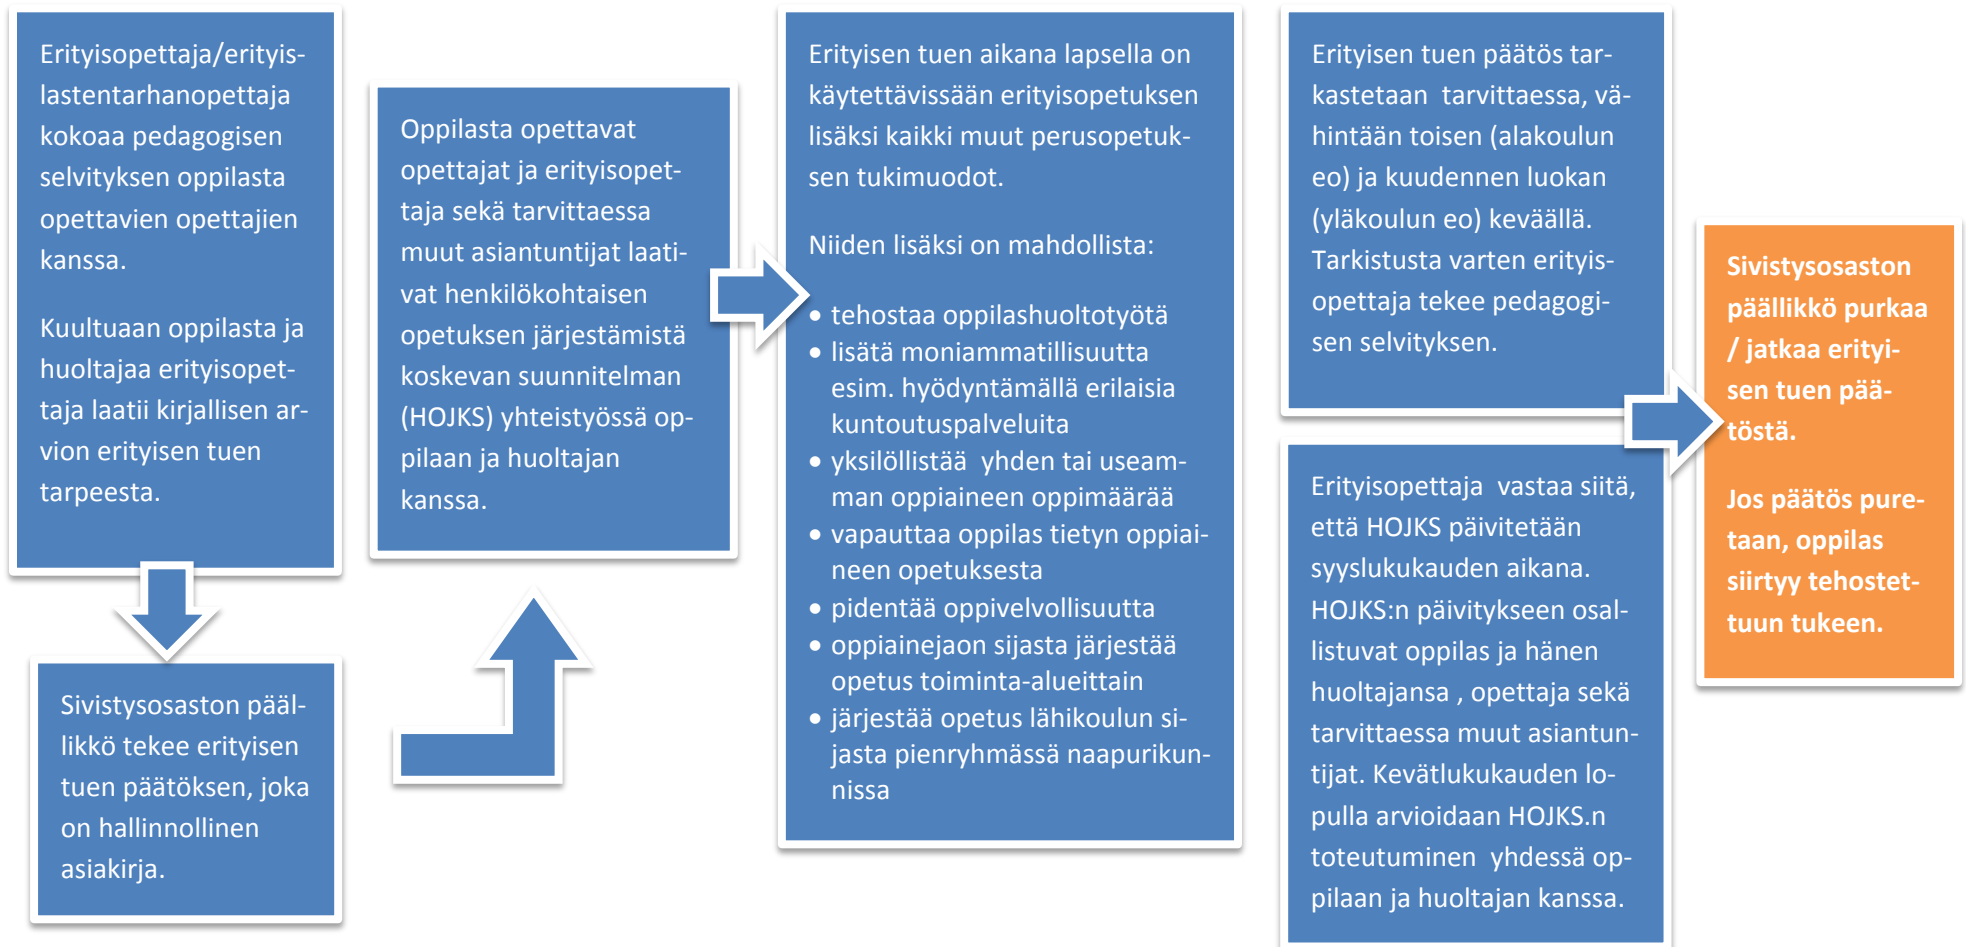 Erityisopettaja/erityis-
lastentarhanopettaja
kokoaa pedagogisen
selvityksen oppilasta
opettavien opettajien
kanssa.
Kuultuaan oppilasta ja
huoltajaa erityisopet-
taja laatii kirjallisen ar-
vion erityisen tuen
tarpeesta.
Sivistysosaston pääl-
likkö tekee erityisen
tuen päätöksen, joka
on hallinnollinen
asiakirja.
Oppilasta opettavat
opettajat ja erityisopet-
taja sekä tarvittaessa
muut asiantuntijat laati-
vat henkilökohtaisen
opetuksen järjestämistä
koskevan suunnitelman
(HOJKS) yhteistyössä op-
pilaan ja huoltajan
kanssa.
Erityisen tuen aikana lapsella on
käytettävissään erityisopetuksen
lisäksi kaikki muut perusopetuk-
sen tukimuodot.
Niiden lisäksi on mahdollista:
• tehostaa oppilashuoltotyötä
• lisätä moniammatillisuutta
esim. hyödyntämällä erilaisia
kuntoutuspalveluita
• yksilöllistää yhden tai useam-
man oppiaineen oppimäärää
• vapauttaa oppilas tietyn oppiai-
neen opetuksesta
• pidentää oppivelvollisuutta
• oppiainejaon sijasta järjestää
opetus toiminta-alueittain
• järjestää opetus lähikoulun si-
jasta pienryhmässä naapurikun-
nissa
Erityisen tuen päätös tar-
kastetaan tarvittaessa, vä-
hintään toisen (alakoulun
eo) ja kuudennen luokan
(yläkoulun eo) keväällä.
Tarkistusta varten erityis-
opettaja tekee pedagogi-
sen selvityksen.
Erityisopettaja vastaa siitä,
että HOJKS päivitetään
syyslukukauden aikana.
HOJKS:n päivitykseen osal-
listuvat oppilas ja hänen
huoltajansa , opettaja sekä
tarvittaessa muut asiantun-
tijat. Kevätlukukauden lo-
pulla arvioidaan HOJKS.n
toteutuminen yhdessä op-
pilaan ja huoltajan kanssa.
Sivistysosaston
päällikkö purkaa
/ jatkaa erityi-
sen tuen pää-
töstä.
Jos päätös pure-
taan, oppilas
siirtyy tehostet-
tuun tukeen.